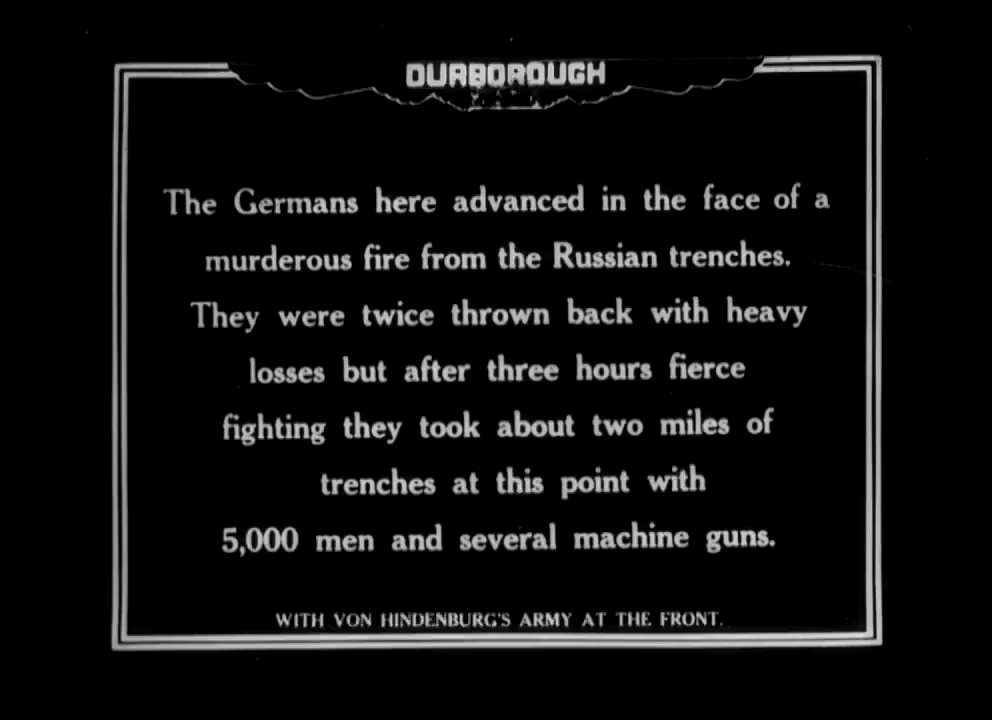 DURBOROUGH
The Germans here advanced in the face of a
murderous fire from the Russian trenches.
They were twice thrown back with heavy
losses but after three hours fierce
fighting they took about two miles of
trenches at this point with
5,000 men and several machine guns.
WITH VON HINDENBURG'S ARMY AT THE FRONT.